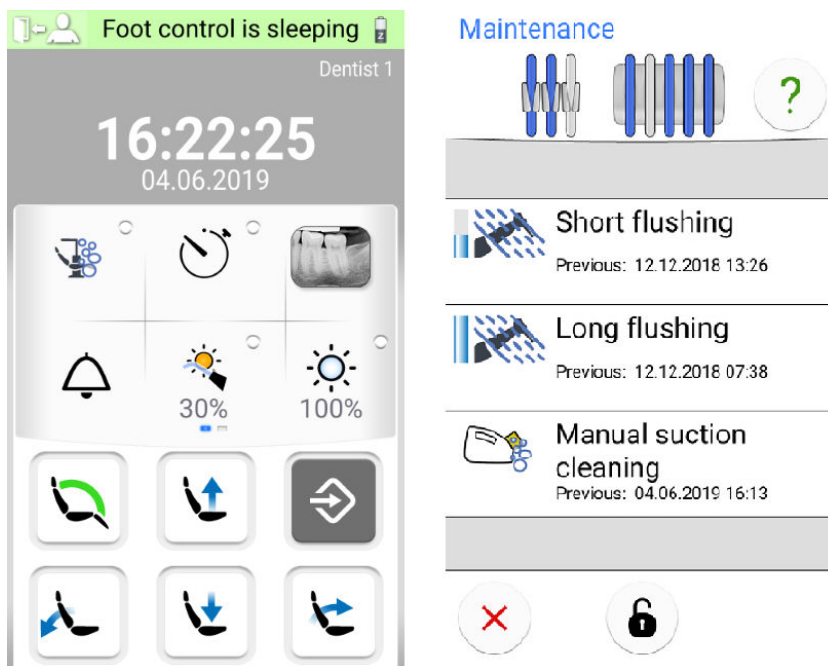 Foot control is sleeping
z
Dentist 1
16:22:25
04.06.2019
30%
100%
Maintenance
?
Short flushing
Previous: 12.12.2018 13:26
Long flushing
Previous: 12.12.2018 07:38
Manual suction
cleaning
Previous: 04.06.2019 16:13